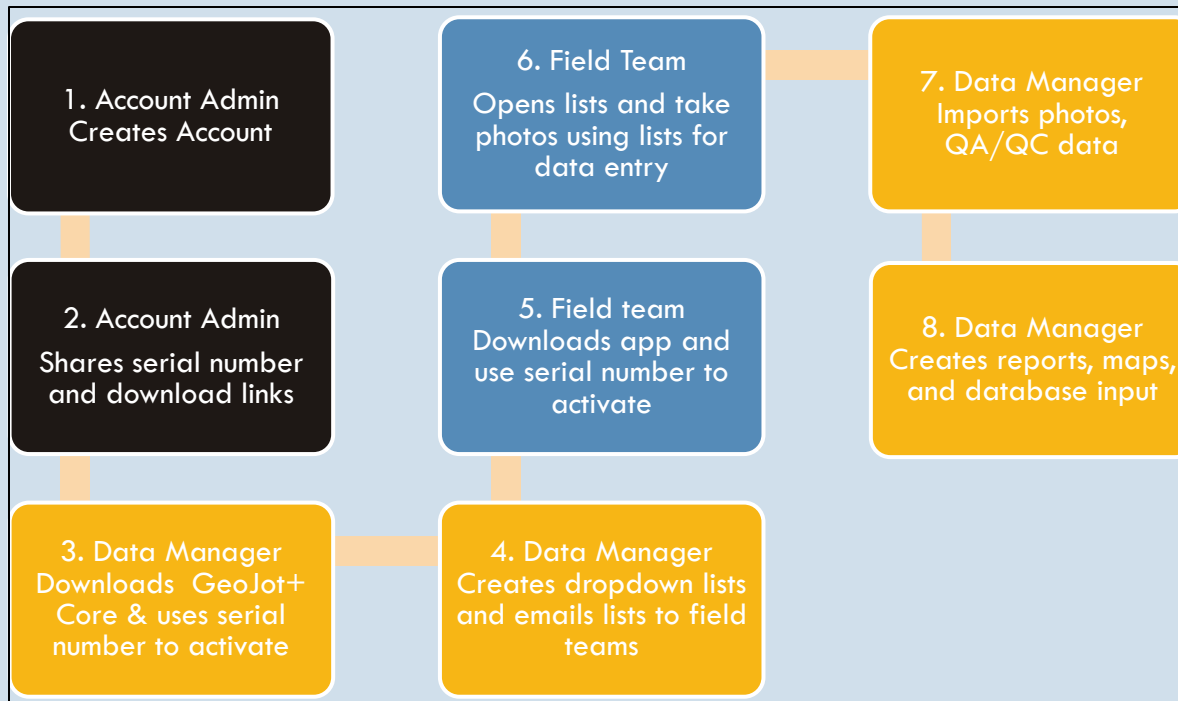 1. Account Admin
Creates Account
2. Account Admin
Shares serial number
and download links
3. Data Manager
Downloads GeoJot+
Core & uses serial
number to activate
4. Data Manager
Creates dropdown lists
and emails lists to field
teams
5. Field team
Downloads app and
use serial number to
activate
6. Field Team
Opens lists and take
photos using lists for
data entry
7. Data Manager
Imports photos,
QA/QC data
8. Data Manager
Creates reports, maps,
and database input